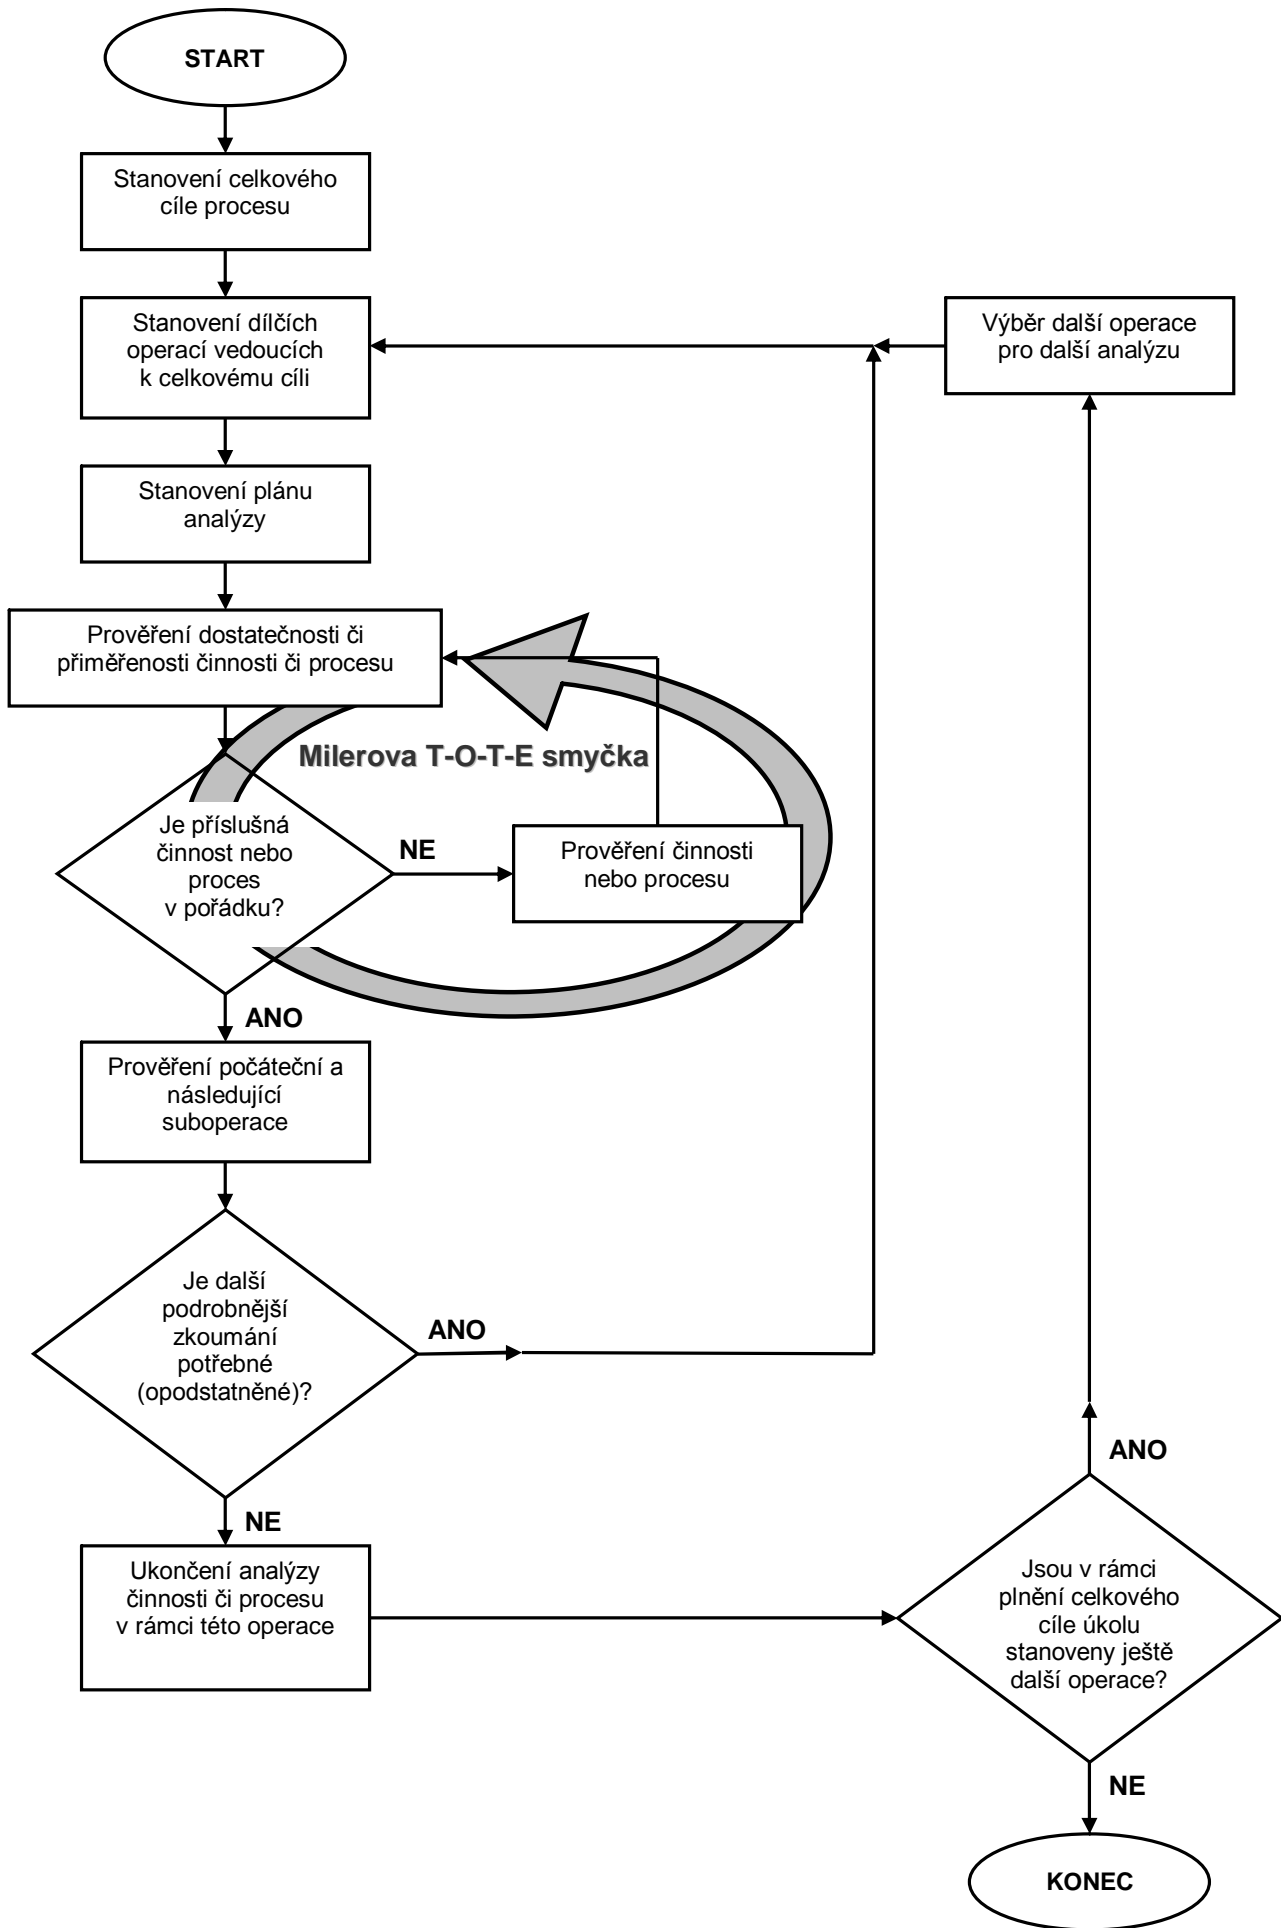 START
Stanovení celkového
cíle procesu
Stanovení dílčích
operací vedoucích
k celkovému cíli
Výběr další operace
pro další analýzu
Stanovení plánu
analýzy
Prověření dostatečnosti či
přiměřenosti činnosti či procesu
Milerova T-O-T-E smyčka
Je příslušná
činnost nebo
proces
v pořádku?
NE
Prověření činnosti
nebo procesu
ANO
Prověření počáteční a
následující
suboperace
Je další
podrobnější
zkoumání
potřebné
(opodstatněné)?
ANO
NE
Ukončení analýzy
činnosti či procesu
v rámci této operace
ANO
Jsou v rámci
plnění celkového
cíle úkolu
stanoveny ještě
další operace?
NE
KONEC